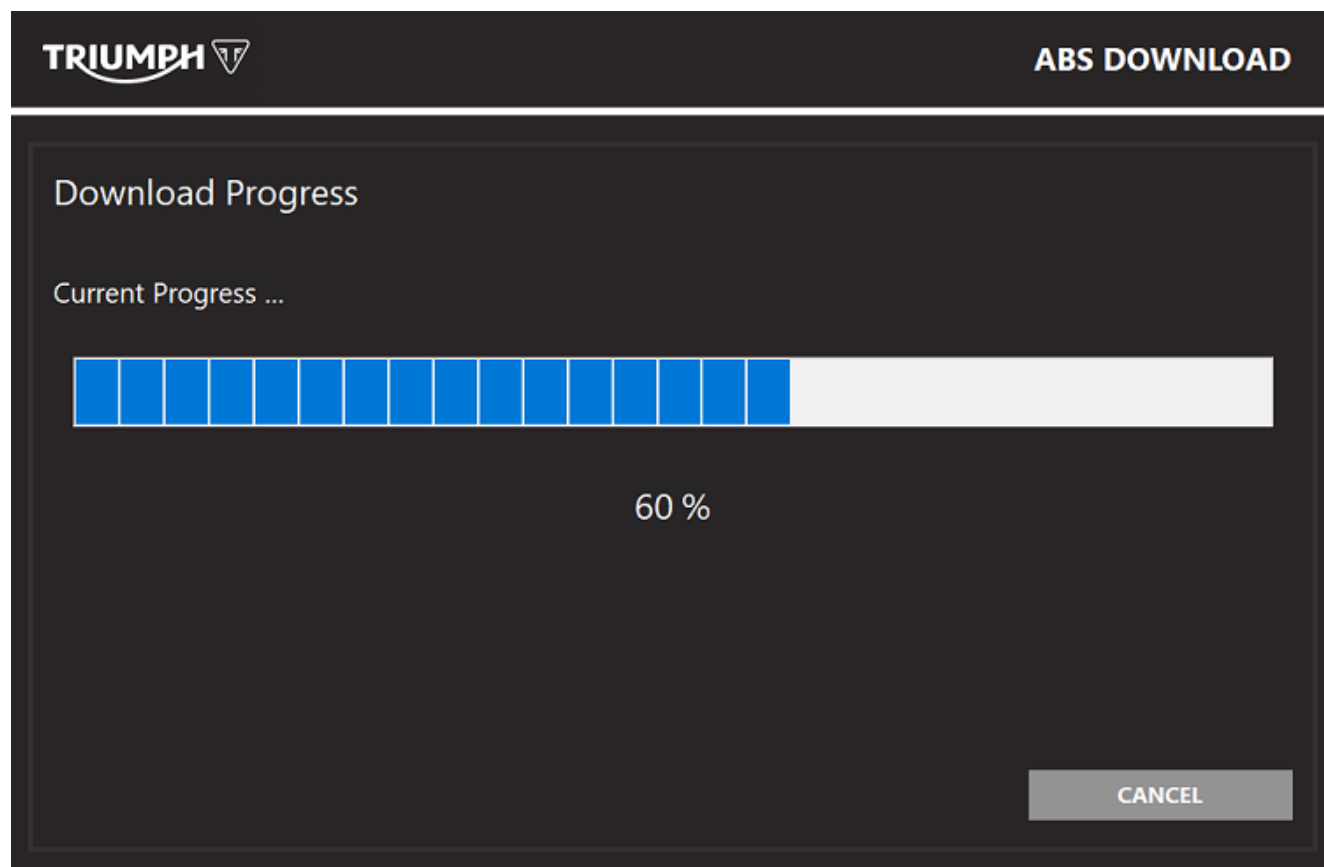 TRIUMPH
ABS DOWNLOAD
Download Progress
Current Progress ...
60 %
CANCEL